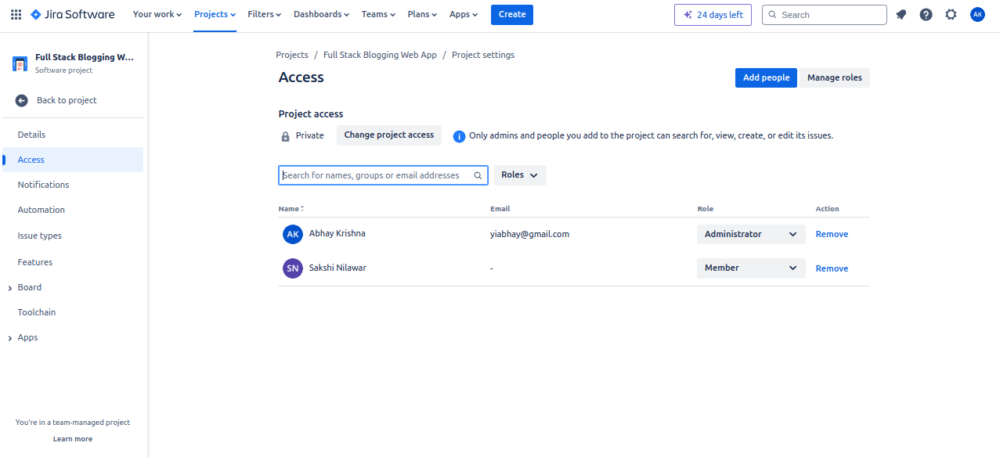 Jira Software
Your work
Projects
Filters
Dashboards
Teams
Plans
Apps
Create
24 days left
Search
AK
Full Stack Blogging W...
Software project
Back to project
Details
Access
Notifications
Automation
Issue types
Features
Board
Toolchain
Apps
You're in a team-managed project
Learn more
Projects / Full Stack Blogging Web App / Project settings
Access
Add people
Manage roles
Project access
Private
Change project access
Only admins and people you add to the project can search for, view, create, or edit its issues.
Search for names, groups or email addresses
Roles
Name Email Role Action
AK Abhay Krishna yiabhay@gmail.com Administrator Remove
SN Sakshi Nilawar - Member Remove